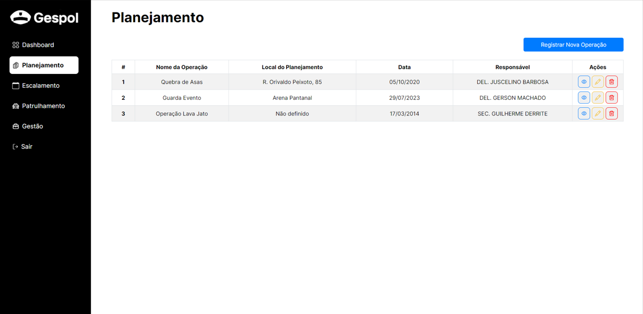 Gespol
Dashboard
Planejamento
Escalamento
Patrulhamento
Gestão
Sair
Planejamento
Registrar Nova Operação
# Nome da Operação Local do Planejamento Data Responsável Ações
1 Quebra de Asas R. Orivaldo Peixoto, 85 05/10/2020 DEL. JUSCELINO BARBOSA
2 Guarda Evento Arena Pantanal 29/07/2023 DEL. GERSON MACHADO
3 Operação Lava Jato Não definido 17/03/2014 SEC. GUILHERME DERRITE